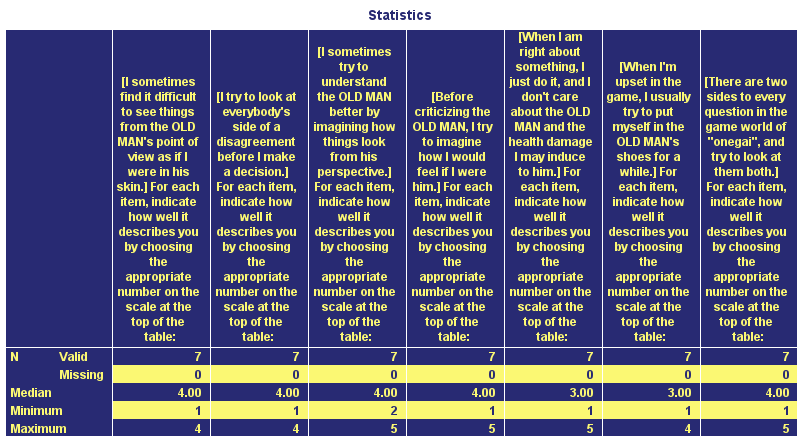 Statistics
[I sometimes
find it difficult
to see things
from the OLD
MAN's point of
view as if I
were in his
skin.] For each
item, indicate
how well it
describes you
by choosing
the
appropriate
number on the
scale at the
top of the
table:
[I try to look at
everybody's
side of a
disagreement
before I make
a decision.]
For each item,
indicate how
well it
describes you
by choosing
the
appropriate
number on the
scale at the
top of the
table:
[I sometimes
try to
understand
the OLD MAN
better by
imagining how
things look
from his
perspective.]
For each item,
indicate how
well it
describes you
by choosing
the
appropriate
number on the
scale at the
top of the
table:
[Before
criticizing the
OLD MAN, I try
to imagine
how I would
feel if I were
him.] For each
item, indicate
how well it
describes you
by choosing
the
appropriate
number on the
scale at the
top of the
table:
[When I am
right about
something, I
just do it, and I
don't care
about the OLD
MAN and the
health damage
I may induce
to him.] For
each item,
indicate how
well it
describes you
by choosing
the
appropriate
number on the
scale at the
top of the
table:
[When I'm
upset in the
game, I usually
try to put
myself in the
OLD MAN's
shoes for a
while.] For
each item,
indicate how
well it
describes you
by choosing
the
appropriate
number on the
scale at the
top of the
table:
[There are two
sides to every
question in the
game world of
"onegai", and
try to look at
them both.]
For each item,
indicate how
well it
describes you
by choosing
the
appropriate
number on the
scale at the
top of the
table:
N Valid 7 7 7 7 7 7 7
Missing 0 0 0 0 0 0 0
Median 4.00 4.00 4.00 4.00 3.00 3.00 4.00
Minimum 1 1 2 1 1 1 1
Maximum 4 4 5 5 5 4 5